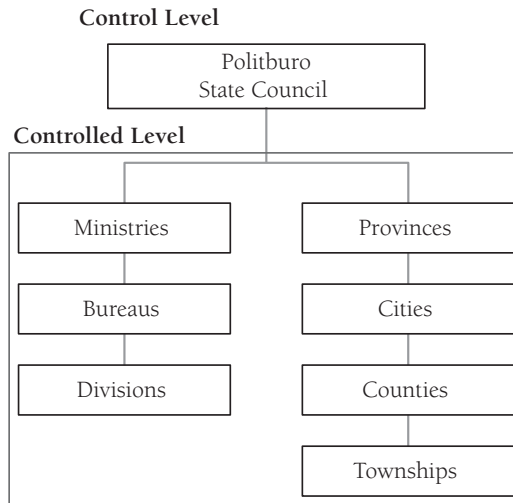 Control Level
Politburo
State Council
Controlled Level
Ministries
Provinces
Bureaus
Cities
Divisions
Counties
Townships